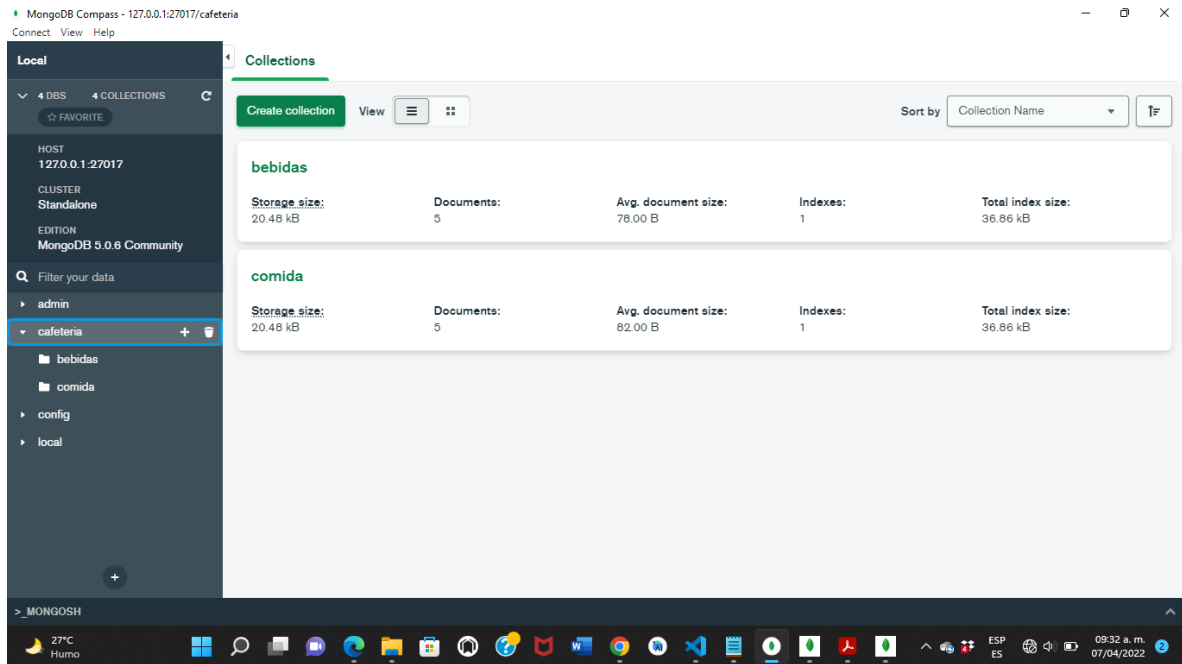 MongoDB Compass - 127.0.0.1:27017/cafeteria
Connect View Help
Local
4 DBS 4 COLLECTIONS
FAVORITE
HOST
127.0.0.1:27017
CLUSTER
Standalone
EDITION
MongoDB 5.0.6 Community
Filter your data
admin
cafeteria
bebidas
comida
config
local
Collections
Create collection View Sort by Collection Name
bebidas
Storage size: Documents: Avg. document size: Indexes: Total index size:
20.48 kB 5 78.00 B 1 36.86 kB
comida
Storage size: Documents: Avg. document size: Indexes: Total index size:
20.48 kB 5 82.00 B 1 36.86 kB
>_MONGOSH
27°C
Humo
ESP
ES
09:32 a. m.
07/04/2022
2